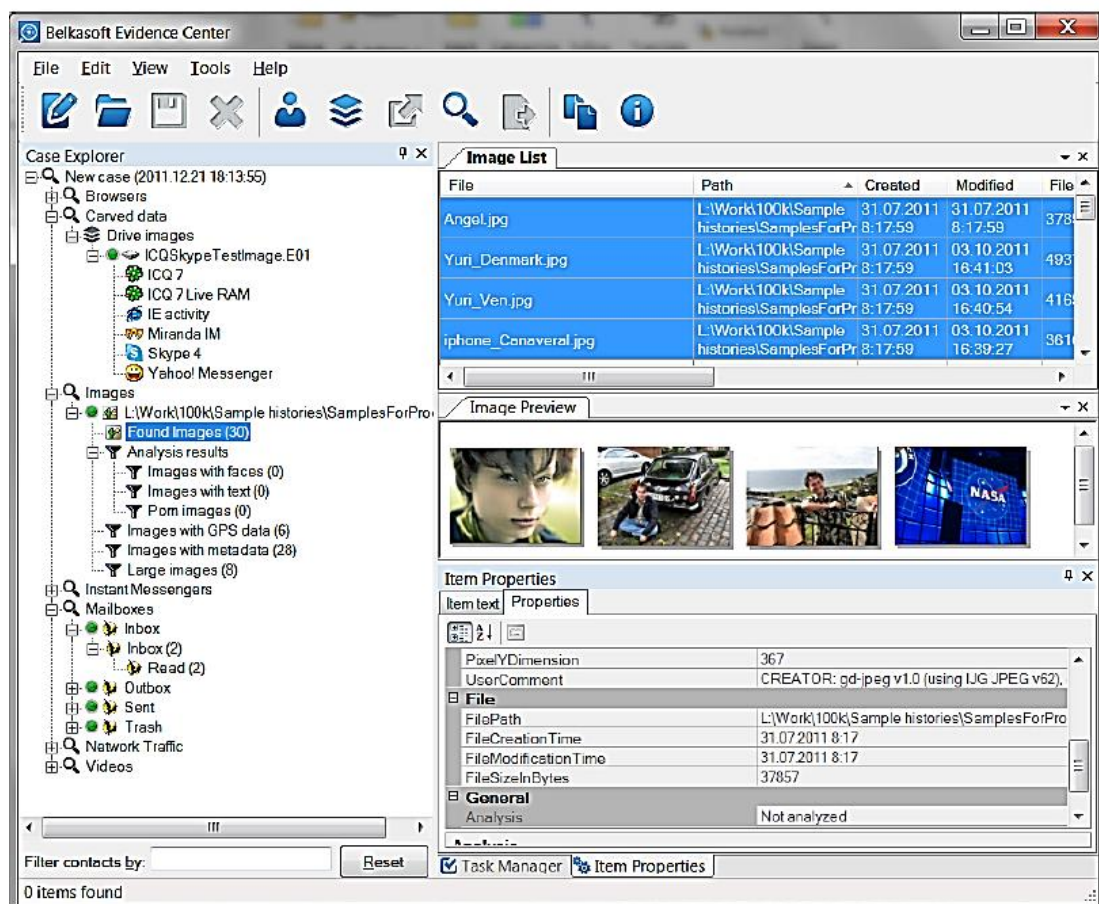 Belkasoft Evidence Center
File Edit View Tools Help
Case Explorer
New case (2011.12.21 18:13:55)
Browsers
Carved data
Drive images
ICQSkypeTestImage.E01
ICQ 7
ICQ 7 Live RAM
IE activity
Miranda IM
Skype 4
Yahoo! Messenger
Images
L:\Work\100k\Sample histories\SamplesForPro
Found Images (30)
Analysis results
Images with faces (0)
Images with text (0)
Porn images (0)
Images with GPS data (6)
Images with metadata (28)
Large images (8)
Instant Messengers
Mailboxes
Inbox
Inbox (2)
Read (2)
Outbox
Sent
Trash
Network Traffic
Videos
Filter contacts by:
Reset
0 items found
Image List
File Path Created Modified File
Angel.jpg L:\Work\100k\Sample 31.07.2011 31.07.2011
histories\SamplesForPr 8:17:59 8:17:59 378
Yuri_Denmark.jpg L:\Work\100k\Sample 31.07.2011 03.10.2011
histories\SamplesForPr 8:17:59 16:41:03 493
Yuri_Ven.jpg L:\Work\100k\Sample 31.07.2011 03.10.2011
histories\SamplesForPr 8:17:59 16:40:54 416
iphone_Canaveral.jpg L:\Work\100k\Sample 31.07.2011 03.10.2011
histories\SamplesForPr 8:17:59 16:39:27 361
Image Preview
NASA
Item Properties
Item text Properties
PixelYDimension 367
UserComment CREATOR: gd-jpeg v1.0 (using IJG JPEG v62),
File
FilePath L:\Work\100k\Sample histories\SamplesForPro
FileCreationTime 31.07.2011 8:17
FileModificationTime 31.07.2011 8:17
FileSizeInBytes 37857
General
Analysis Not analyzed
Task Manager Item Properties